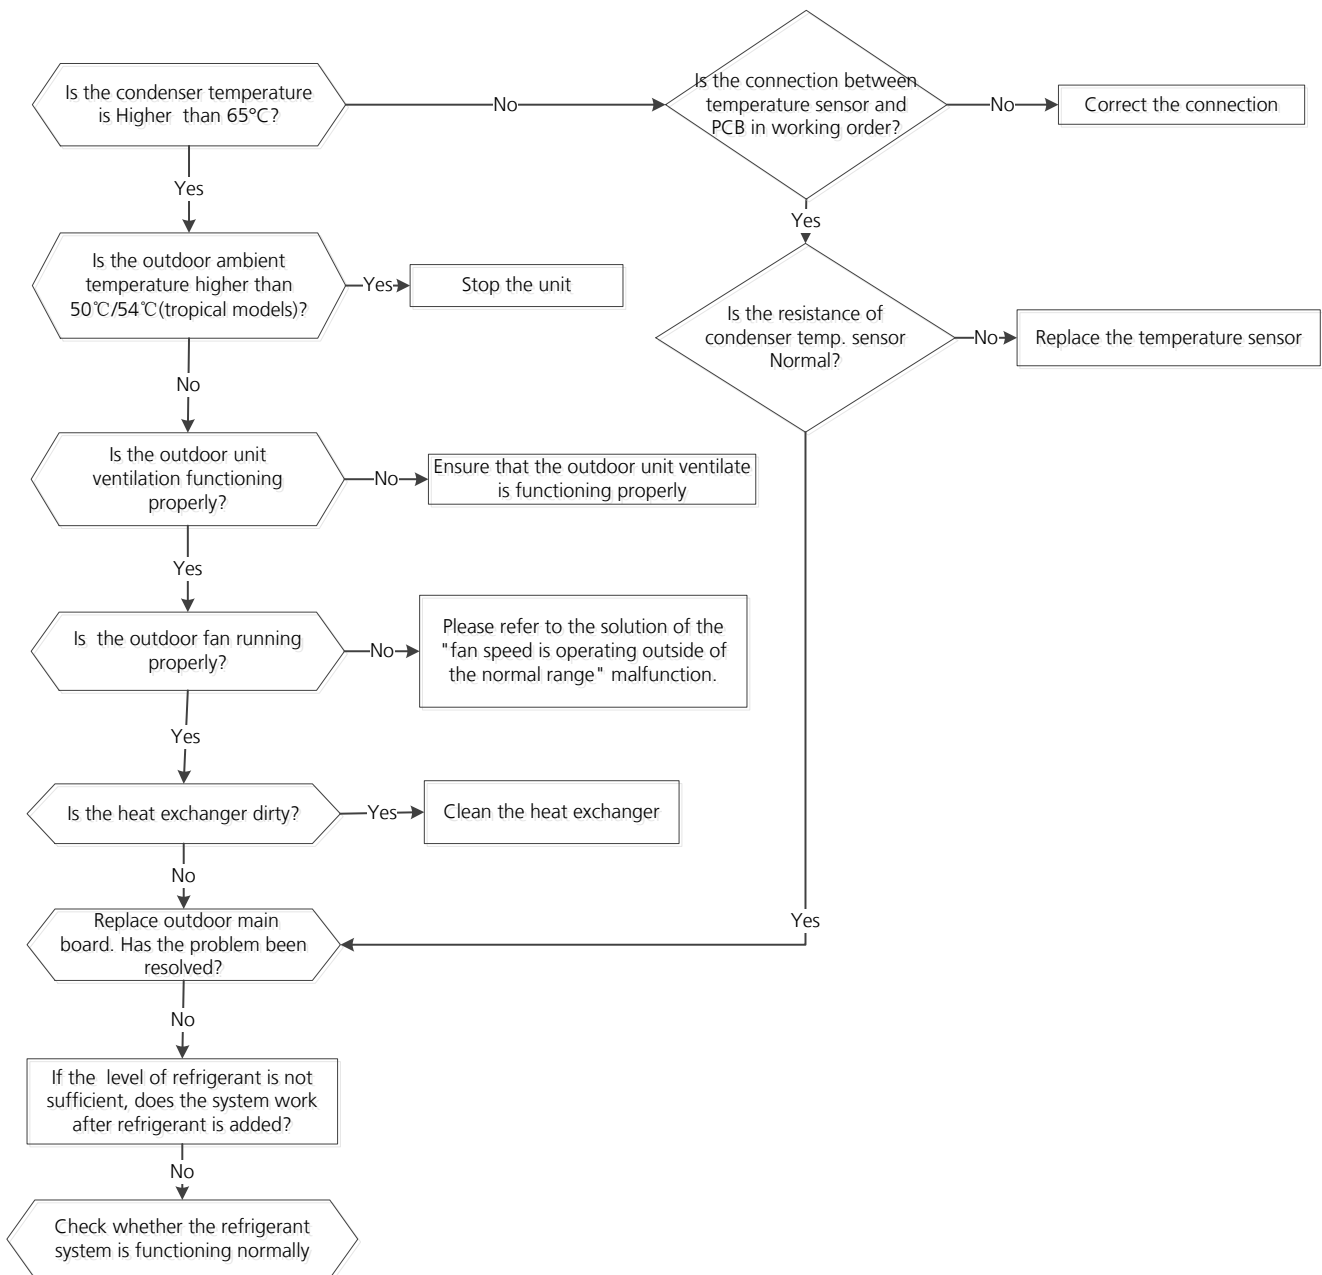 Is the condenser temperature
is Higher  than 65°C?
No
Is the connection between
temperature sensor and
PCB in working order?
No
Correct the connection
Yes
Yes
Is the outdoor ambient
temperature higher than
50℃/54℃(tropical models)?
Yes
Stop the unit
Is the resistance of
condenser temp. sensor
Normal?
No
Replace the temperature sensor
No
Is the outdoor unit
ventilation functioning
properly?
No
Ensure that the outdoor unit ventilate
is functioning properly
Yes
Is  the outdoor fan running
properly?
No
Please refer to the solution of the
"fan speed is operating outside of
the normal range" malfunction.
Yes
Is the heat exchanger dirty?
Yes
Clean the heat exchanger
No
Yes
Replace outdoor main
board. Has the problem been
resolved?
No
If the  level of refrigerant is not
sufficient, does the system work
after refrigerant is added?
No
Check whether the refrigerant
system is functioning normally